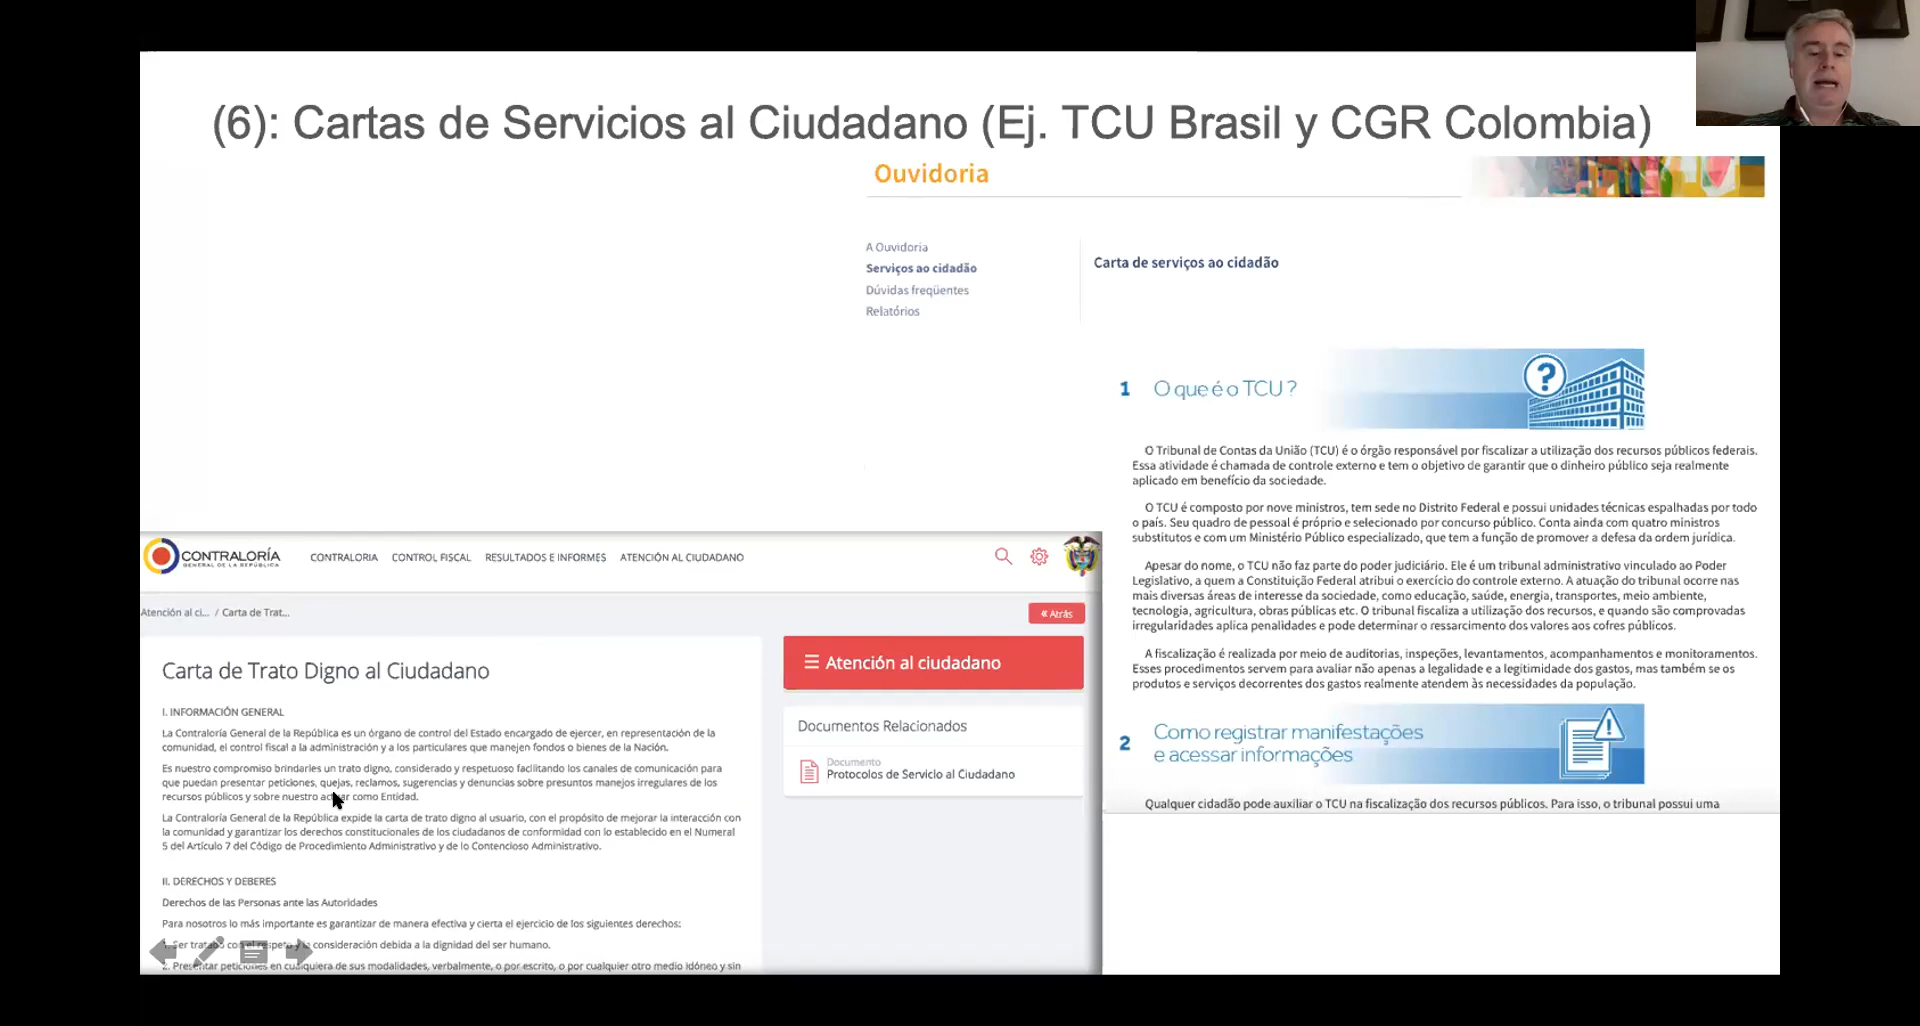 (6): Cartas de Servicios al Ciudadano (Ej. TCU Brasil y CGR Colombia)
Ouvidoria
A Ouvidoria
Serviços ao cidadão
Dúvidas freqüentes
Relatórios
Carta de serviços ao cidadão
1 O que é o TCU ?
O Tribunal de Contas da União (TCU) é o órgão responsável por fiscalizar a utilização dos recursos públicos federais.
Essa atividade é chamada de controle externo e tem o objetivo de garantir que o dinheiro público seja realmente
aplicado em benefício da sociedade.
O TCU é composto por nove ministros, tem sede no Distrito Federal e possui unidades técnicas espalhadas por todo
o país. Seu quadro de pessoal é próprio e selecionado por concurso público. Conta ainda com quatro ministros
substitutos e com um Ministério Público especializado, que tem a função de promover a defesa da ordem jurídica.
Apesar do nome, o TCU não faz parte do poder judiciário. Ele é um tribunal administrativo vinculado ao Poder
Legislativo, a quem a Constituição Federal atribui o exercício do controle externo. A atuação do tribunal ocorre nas
mais diversas áreas de interesse da sociedade, como educação, saúde, energia, transportes, meio ambiente,
tecnologia, agricultura, obras públicas etc. O tribunal fiscaliza a utilização dos recursos, e quando são comprovadas
irregularidades aplica penalidades e pode determinar o ressarcimento dos valores aos cofres públicos.
A fiscalização é realizada por meio de auditorias, inspeções, levantamentos, acompanhamentos e monitoramentos.
Esses procedimentos servem para avaliar não apenas a legalidade e a legitimidade dos gastos, mas também se os
produtos e serviços decorrentes dos gastos realmente atendem às necessidades da população.
2 Como registrar manifestações
e acessar informações
Qualquer cidadão pode auxiliar o TCU na fiscalização dos recursos públicos. Para isso, o tribunal possui uma
CONTRALORÍA
GENERAL DE LA REPÚBLICA
CONTRALORIA CONTROL FISCAL RESULTADOS E INFORMES ATENCIÓN AL CIUDADANO
Atención al ci... / Carta de Trat...
« Atrás
Carta de Trato Digno al Ciudadano
I. INFORMACIÓN GENERAL
La Contraloría General de la República es un órgano de control del Estado encargado de ejercer, en representación de la
comunidad, el control fiscal a la administración y a los particulares que manejen fondos o bienes de la Nación.
Es nuestro compromiso brindarles un trato digno, considerado y respetuoso facilitando los canales de comunicación para
que puedan presentar peticiones, quejas, reclamos, sugerencias y denuncias sobre presuntos manejos irregulares de los
recursos públicos y sobre nuestro actuar como Entidad.
La Contraloría General de la República expide la carta de trato digno al usuario, con el propósito de mejorar la interacción con
la comunidad y garantizar los derechos constitucionales de los ciudadanos de conformidad con lo establecido en el Numeral
5 del Artículo 7 del Código de Procedimiento Administrativo y de lo Contencioso Administrativo.
II. DERECHOS Y DEBERES
Derechos de las Personas ante las Autoridades
Para nosotros lo más importante es garantizar de manera efectiva y cierta el ejercicio de los siguientes derechos:
1. Ser tratado con el respeto y la consideración debida a la dignidad del ser humano.
2. Presentar peticiones en cualquiera de sus modalidades, verbalmente, o por escrito, o por cualquier otro medio idóneo y sin
Atención al ciudadano
Documentos Relacionados
Documento
Protocolos de Servicio al Ciudadano